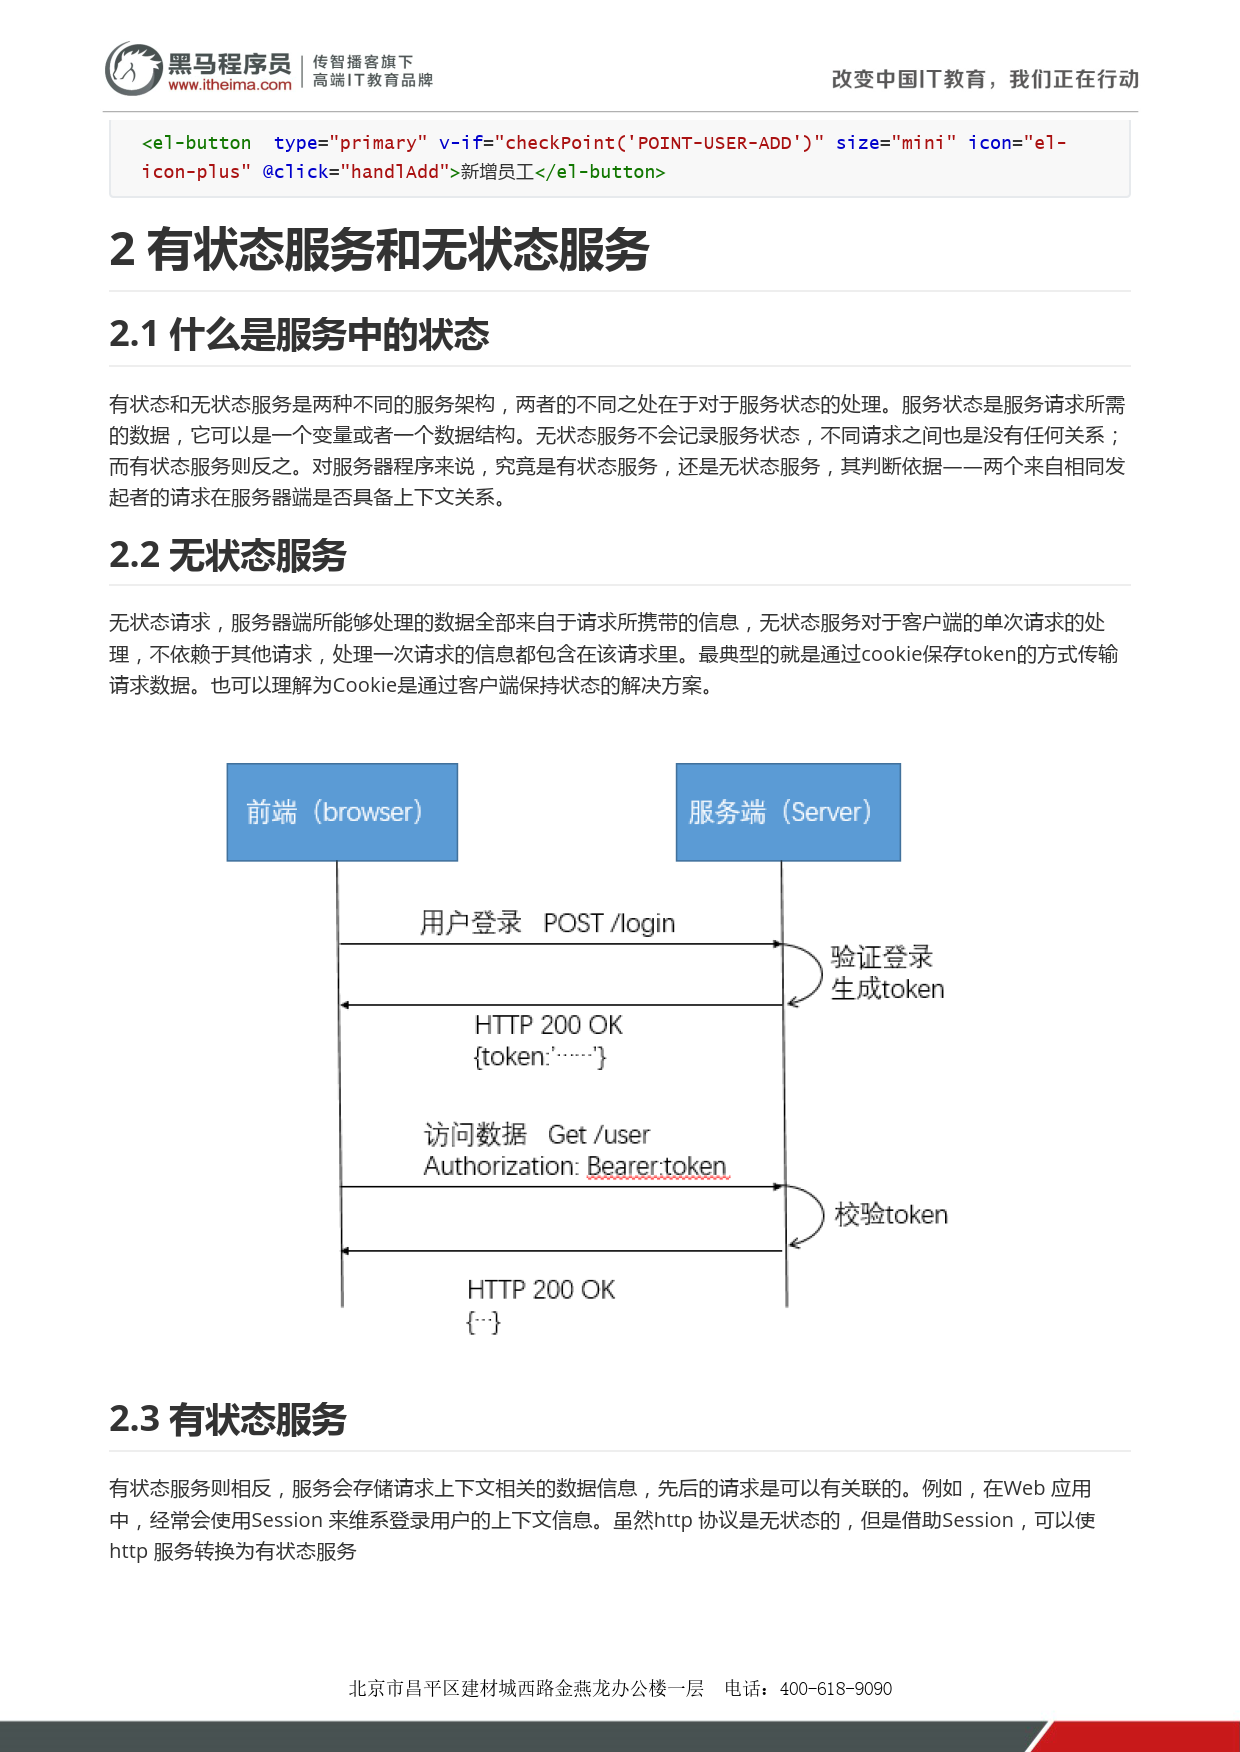 黑马程序员
www.itheima.com
传智播客旗下
高端IT教育品牌
改变中国IT教育，我们正在行动
<el-button  type="primary" v-if="checkPoint('POINT-USER-ADD')" size="mini" icon="el-
icon-plus" @click="handlAdd">新增员工</el-button>
2 有状态服务和无状态服务
2.1 什么是服务中的状态
有状态和无状态服务是两种不同的服务架构，两者的不同之处在于对于服务状态的处理。服务状态是服务请求所需
的数据，它可以是一个变量或者一个数据结构。无状态服务不会记录服务状态，不同请求之间也是没有任何关系；
而有状态服务则反之。对服务器程序来说，究竟是有状态服务，还是无状态服务，其判断依据——两个来自相同发
起者的请求在服务器端是否具备上下文关系。
2.2 无状态服务
无状态请求，服务器端所能够处理的数据全部来自于请求所携带的信息，无状态服务对于客户端的单次请求的处
理，不依赖于其他请求，处理一次请求的信息都包含在该请求里。最典型的就是通过cookie保存token的方式传输
请求数据。也可以理解为Cookie是通过客户端保持状态的解决方案。
前端（browser）
服务端（Server）
用户登录  POST /login
验证登录
生成token
HTTP 200 OK
{token:’······’}
访问数据  Get /user
Authorization: Bearer:token
校验token
HTTP 200 OK
{···}
2.3 有状态服务
有状态服务则相反，服务会存储请求上下文相关的数据信息，先后的请求是可以有关联的。例如，在Web 应用
中，经常会使用Session 来维系登录用户的上下文信息。虽然http 协议是无状态的，但是借助Session，可以使
http 服务转换为有状态服务
北京市昌平区建材城西路金燕龙办公楼一层  电话：400-618-9090